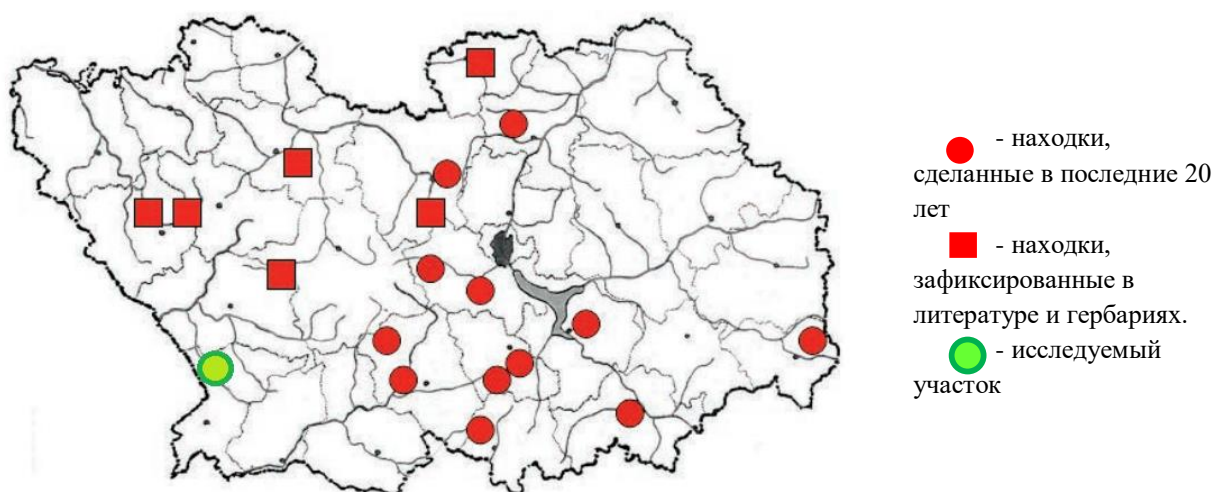 - находки,
сделанные в последние 20
лет
- находки,
зафиксированные в
литературе и гербариях.
- исследуемый
участок